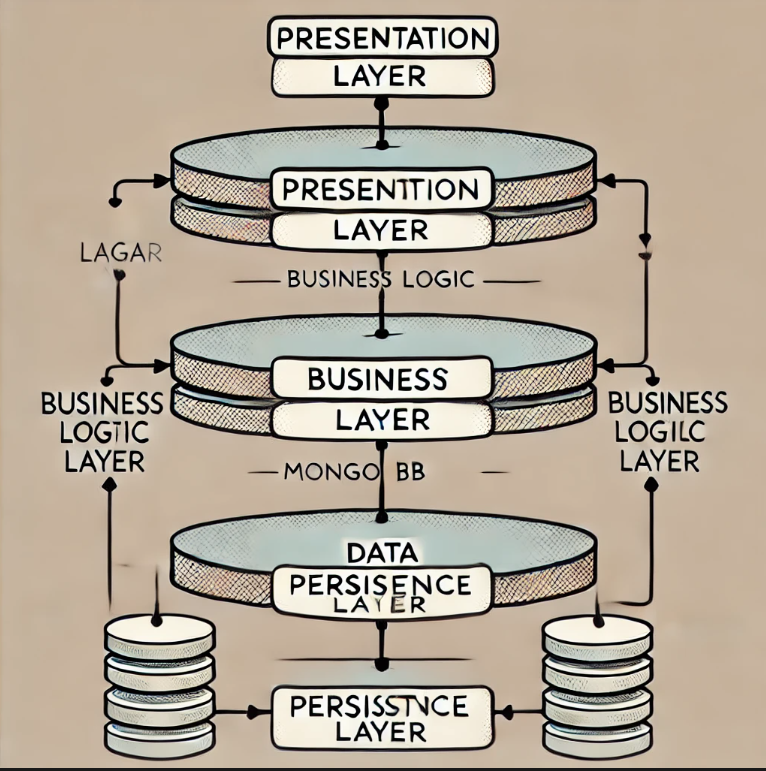 PRESENTATION
LAYER
PRESENTTION
LAYER
LAGAR
BUSINESS LOGIC
BUSINESS
LAYER
BUSINESS
LOGTIC
LAYER
BUSINESS
LOGILC
LAYER
MONGO BB
DATA
PERSISENCE
LAYER
PERSISSTNCE
LAYER